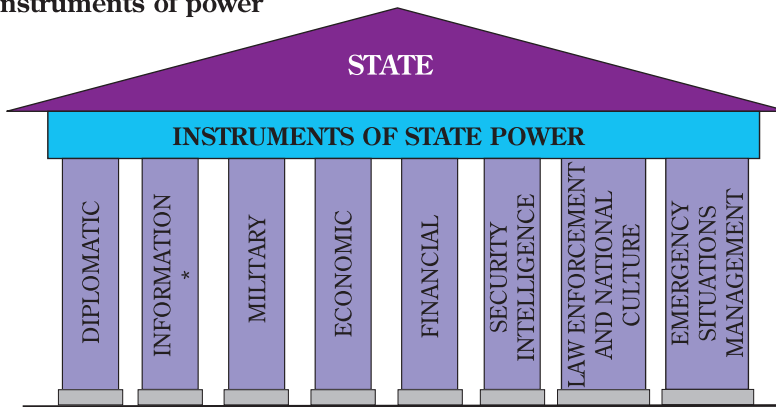 nstruments of power
STATE
INSTRUMENTS OF STATE POWER
DIPLOMATIC
INFORMATION
*
MILITARY
ECONOMIC
FINANCIAL
SECURITY
INTELLIGENCE
LAW ENFORCEMENT
AND NATIONAL
CULTURE
EMERGENCY
SITUATIONS
MANAGEMENT